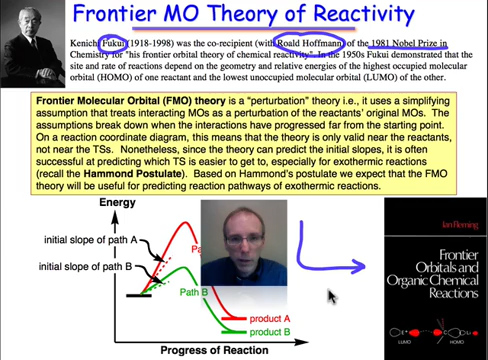 Frontier MO Theory of Reactivity
Kenichi Fukui (1918-1998) was the co-recipient (with Roald Hoffmann) of the 1981 Nobel Prize in
Chemistry for "his frontier orbital theory of chemical reactivity". In the 1950s Fukui demonstrated that the
site and rate of reactions depend on the geometry and relative energies of the highest occupied molecular
orbital (HOMO) of one reactant and the lowest unoccupied molecular orbital (LUMO) of the other.
Frontier Molecular Orbital (FMO) theory is a "perturbation" theory i.e., it uses a simplifying
assumption that treats interacting MOs as a perturbation of the reactants' original MOs. The
assumptions break down when the interactions have progressed far from the starting point.
On a reaction coordinate diagram, this means that the theory is only valid near the reactants,
not near the TSs. Nonetheless, since the theory can predict the initial slopes, it is often
successful at predicting which TS is easier to get to, especially for exothermic reactions
(recall the Hammond Postulate). Based on Hammond's postulate we expect that the FMO
theory will be useful for predicting reaction pathways of exothermic reactions.
Energy
initial slope of path A
initial slope of path B
Pa
Path B
product A
product B
Progress of Reaction
Ian Fleming
Frontier
Orbitals and
Organic Chemical
Reactions
LUMO
HOMO